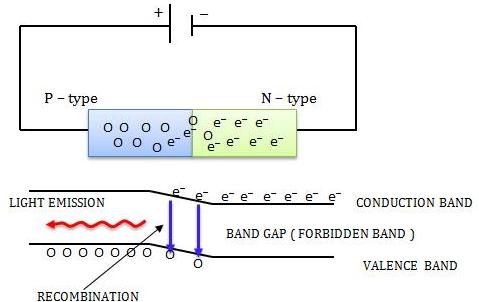 + −
P – type N – type
O O O O O e⁻ e⁻ e⁻
O O O e⁻ e⁻ O e⁻ e⁻ e⁻ e⁻
e⁻ e⁻ e⁻ e⁻ e⁻ e⁻ e⁻ e⁻
LIGHT EMISSION CONDUCTION BAND
BAND GAP ( FORBIDDEN BAND )
O O O O O O O O O
VALENCE BAND
RECOMBINATION